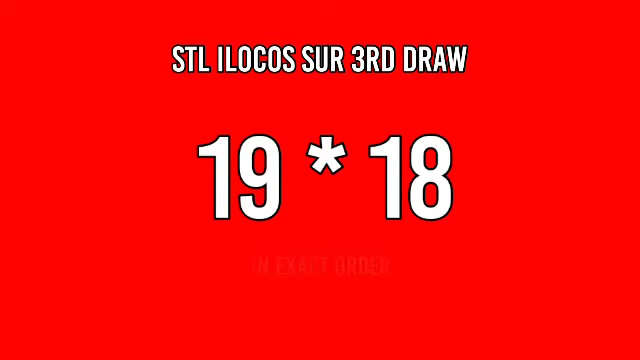 STL ILOCOS SUR 3RD DRAW
19 * 18
IN EXACT ORDER